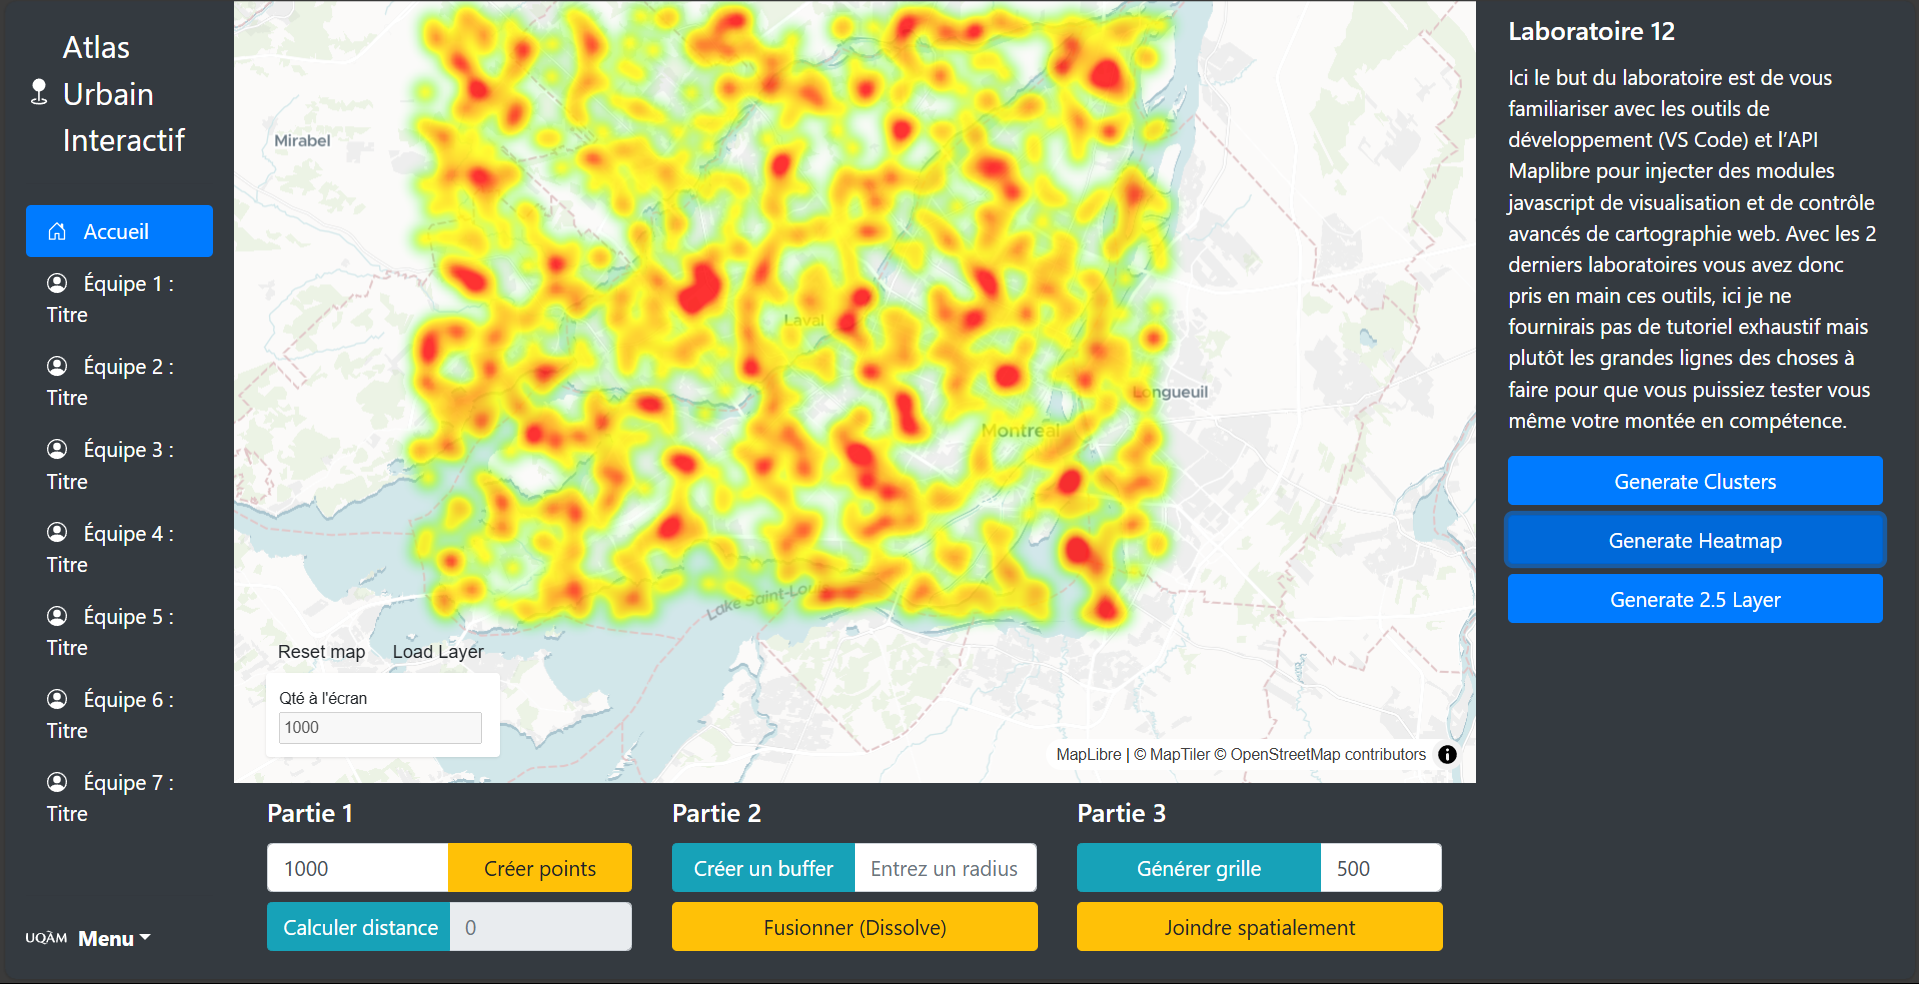 Atlas
Urbain
Interactif
Accueil
Équipe 1 :
Titre
Équipe 2 :
Titre
Équipe 3 :
Titre
Équipe 4 :
Titre
Équipe 5 :
Titre
Équipe 6 :
Titre
Équipe 7 :
Titre
UQÀM Menu
Mirabel
Laval
Longueuil
Montreal
Lake Saint-Lou
Reset map Load Layer
Qté à l'écran
1000
MapLibre | © MapTiler © OpenStreetMap contributors
Partie 1
1000 Créer points
Calculer distance 0
Partie 2
Créer un buffer Entrez un radius
Fusionner (Dissolve)
Partie 3
Générer grille 500
Joindre spatialement
Laboratoire 12
Ici le but du laboratoire est de vous
familiariser avec les outils de
développement (VS Code) et l’API
Maplibre pour injecter des modules
javascript de visualisation et de contrôle
avancés de cartographie web. Avec les 2
derniers laboratoires vous avez donc
pris en main ces outils, ici je ne
fournirais pas de tutoriel exhaustif mais
plutôt les grandes lignes des choses à
faire pour que vous puissiez tester vous
même votre montée en compétence.
Generate Clusters
Generate Heatmap
Generate 2.5 Layer